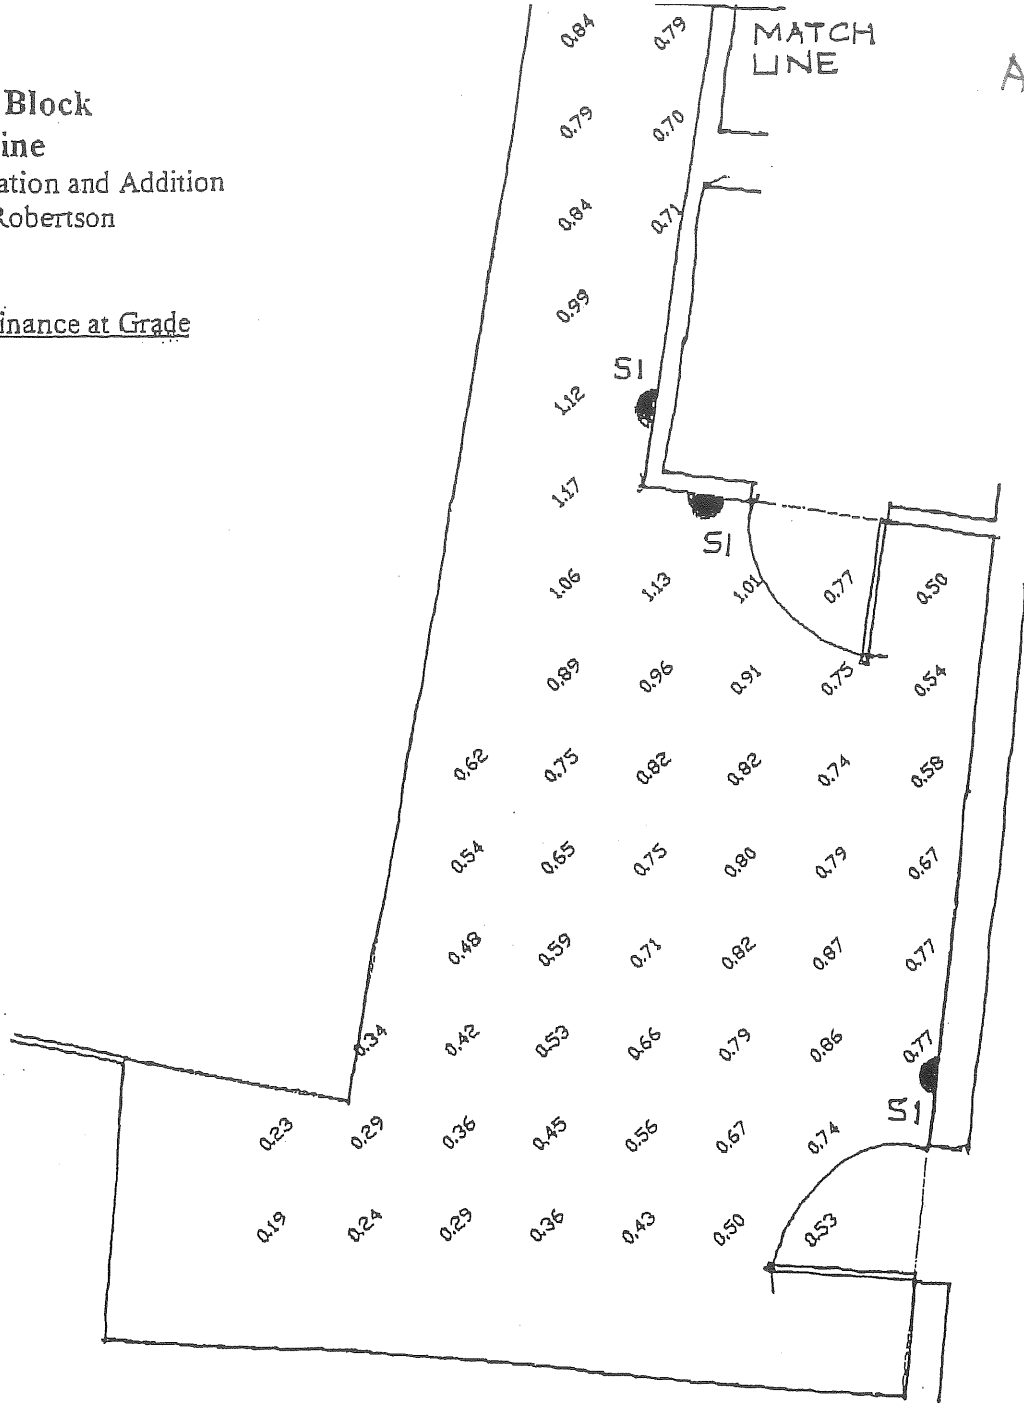 0.84 0.79
MATCH
LINE
A
Block
ine
0.79 0.70
ation and Addition
Robertson
0.84 0.71
0.99
inance at Grade
S1
1.12
1.17
S1
1.06 1.13 1.01 0.77 0.50
0.89 0.96 0.91 0.75 0.54
0.62 0.75 0.82 0.82 0.74 0.58
0.54 0.65 0.75 0.80 0.79 0.67
0.48 0.59 0.71 0.82 0.87 0.77
0.34 0.42 0.53 0.66 0.79 0.86 0.77
S1
0.23 0.29 0.36 0.45 0.56 0.67 0.74
0.19 0.24 0.29 0.36 0.43 0.50 0.53